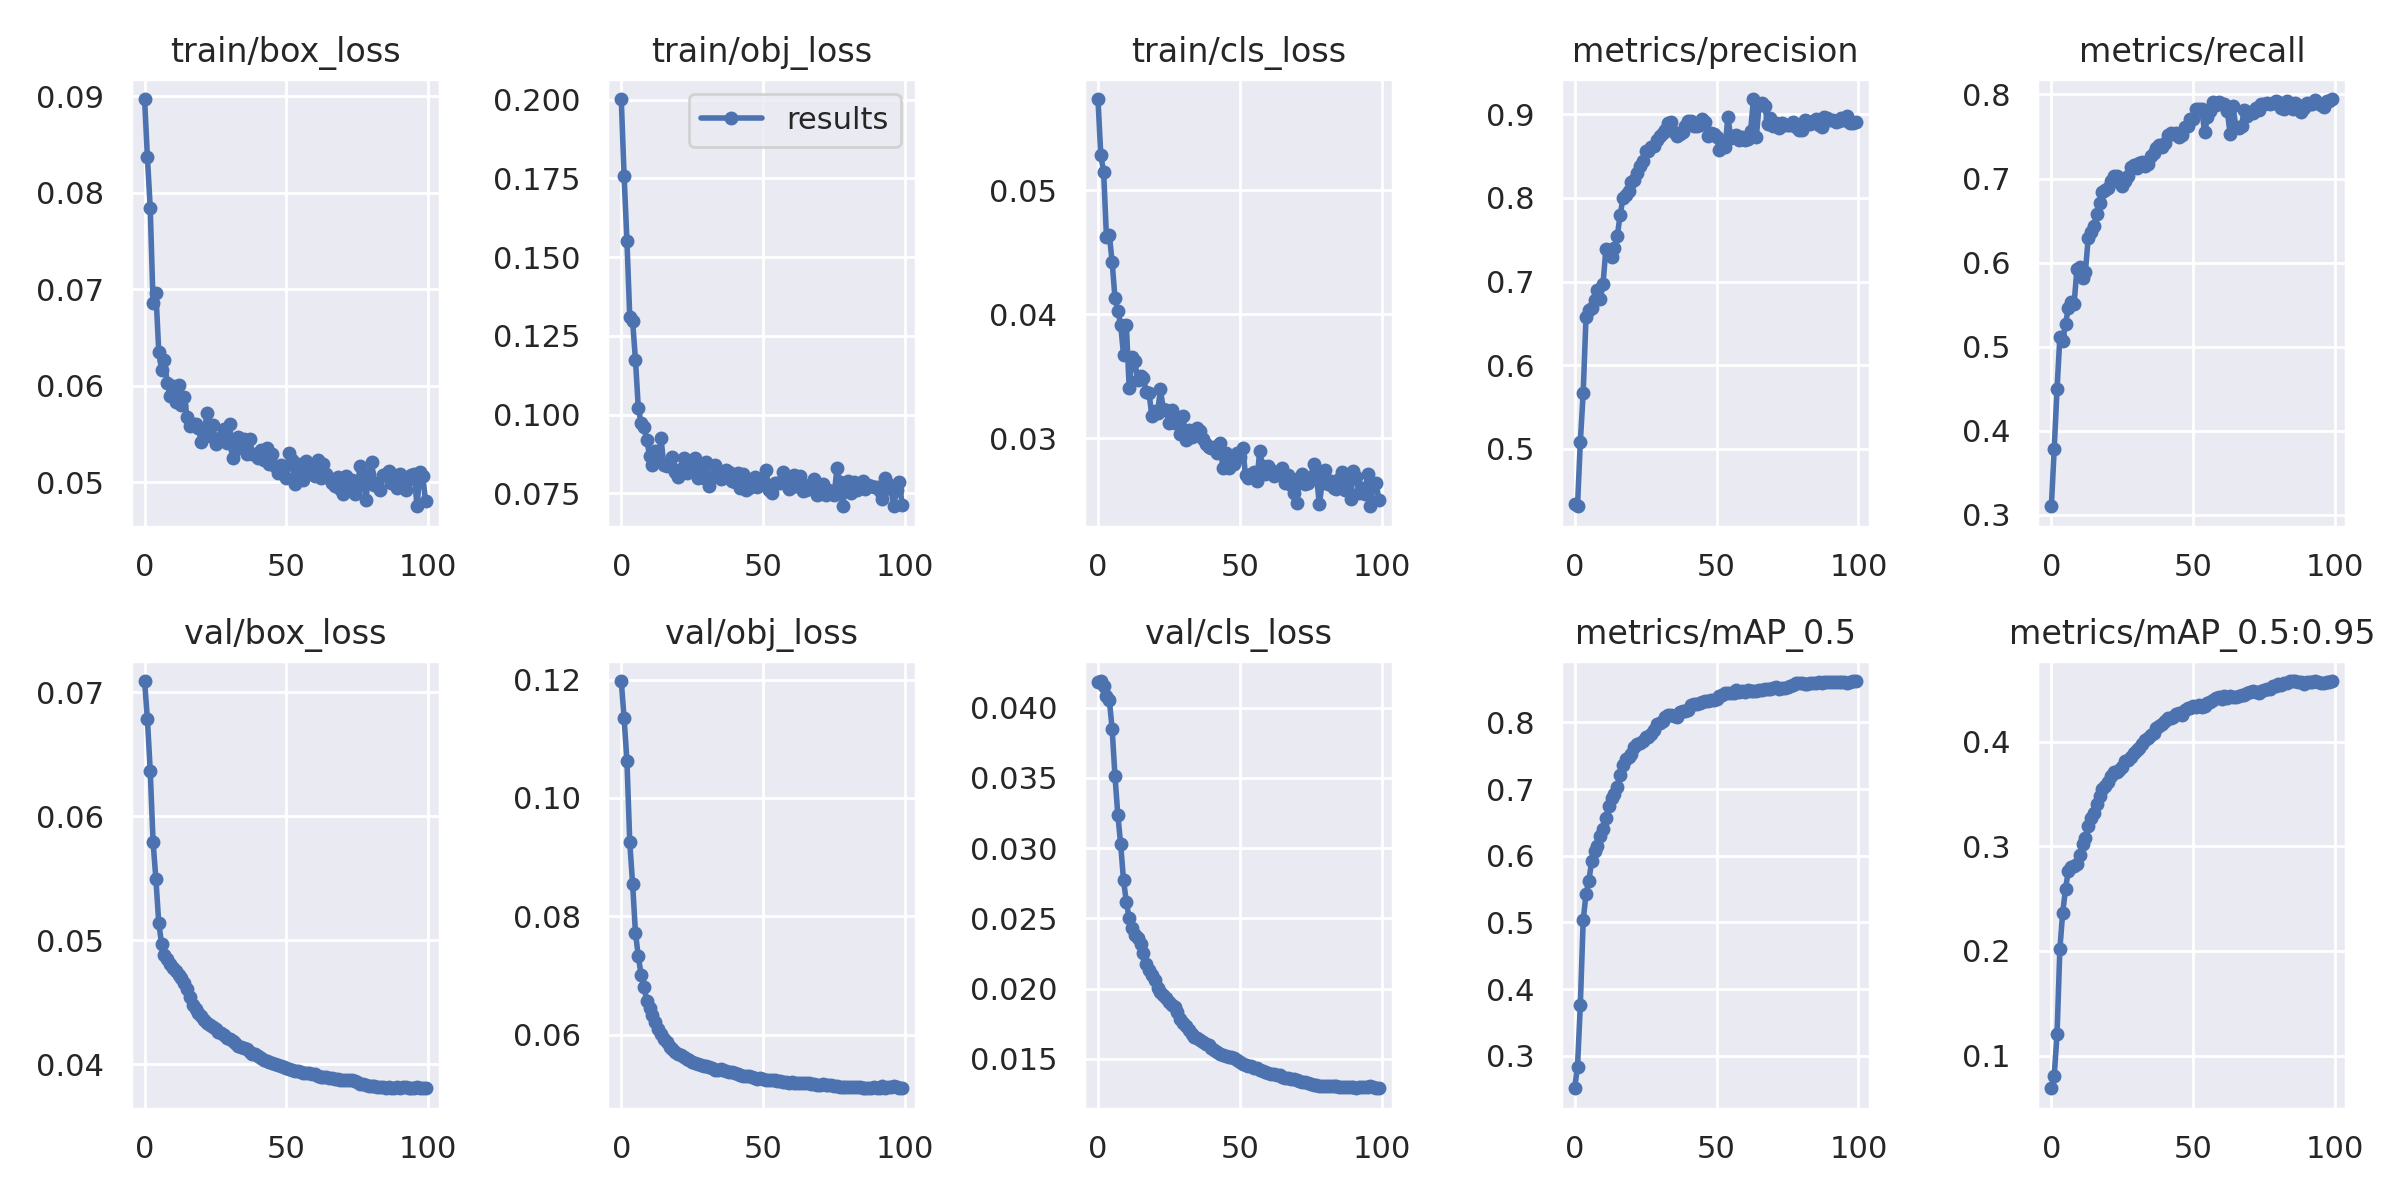 train/box_loss
train/obj_loss
train/cls_loss
metrics/precision
metrics/recall
0.09
0.08
0.07
0.06
0.05
0 50 100
0.200
0.175
0.150
0.125
0.100
0.075
results
0 50 100
0.05
0.04
0.03
0 50 100
0.9
0.8
0.7
0.6
0.5
0 50 100
0.8
0.7
0.6
0.5
0.4
0.3
0 50 100
val/box_loss
val/obj_loss
val/cls_loss
metrics/mAP_0.5
metrics/mAP_0.5:0.95
0.07
0.06
0.05
0.04
0 50 100
0.12
0.10
0.08
0.06
0 50 100
0.040
0.035
0.030
0.025
0.020
0.015
0 50 100
0.8
0.7
0.6
0.5
0.4
0.3
0 50 100
0.4
0.3
0.2
0.1
0 50 100